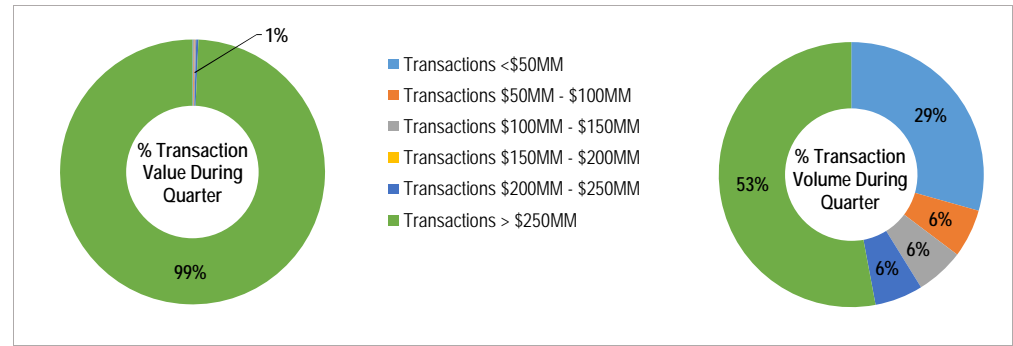 1%
% Transaction
Value During
Quarter
99%
Transactions <$50MM
Transactions $50MM - $100MM
Transactions $100MM - $150MM
Transactions $150MM - $200MM
Transactions $200MM - $250MM
Transactions > $250MM
29%
% Transaction
Volume During
Quarter
53%
6%
6%
6%